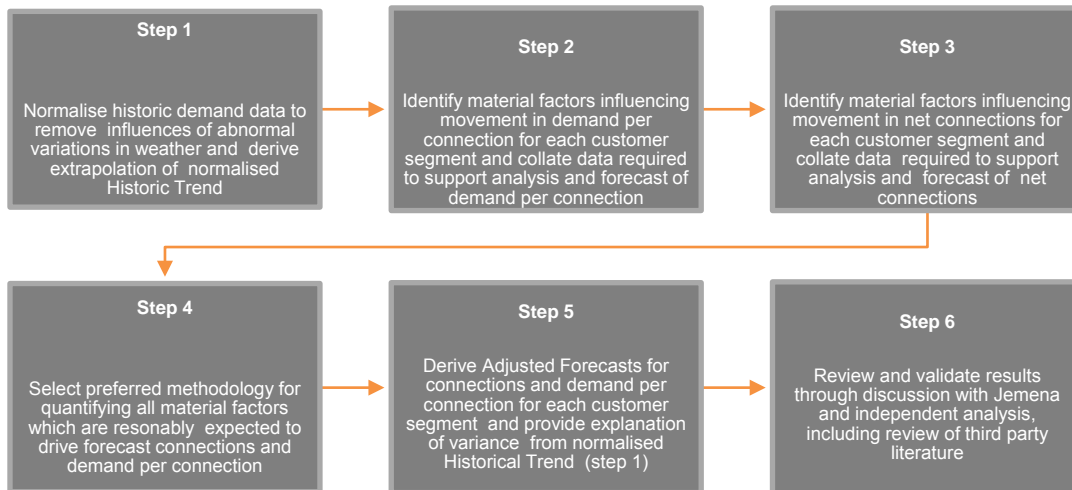 Step 1
Normalise historic demand data to
remove influences of abnormal
variations in weather and derive
extrapolation of normalised
Historic Trend
Step 2
Identify material factors influencing
movement in demand per
connection for each customer
segment and collate data required
to support analysis and forecast of
demand per connection
Step 3
Identify material factors influencing
movement in net connections for
each customer segment and
collate data required to support
analysis and forecast of net
connections
Step 4
Select preferred methodology for
quantifying all material factors
which are resonably expected to
drive forecast connections and
demand per connection
Step 5
Derive Adjusted Forecasts for
connections and demand per
connection for each customer
segment and provide explanation
of variance from normalised
Historical Trend (step 1)
Step 6
Review and validate results
through discussion with Jemena
and independent analysis,
including review of third party
literature